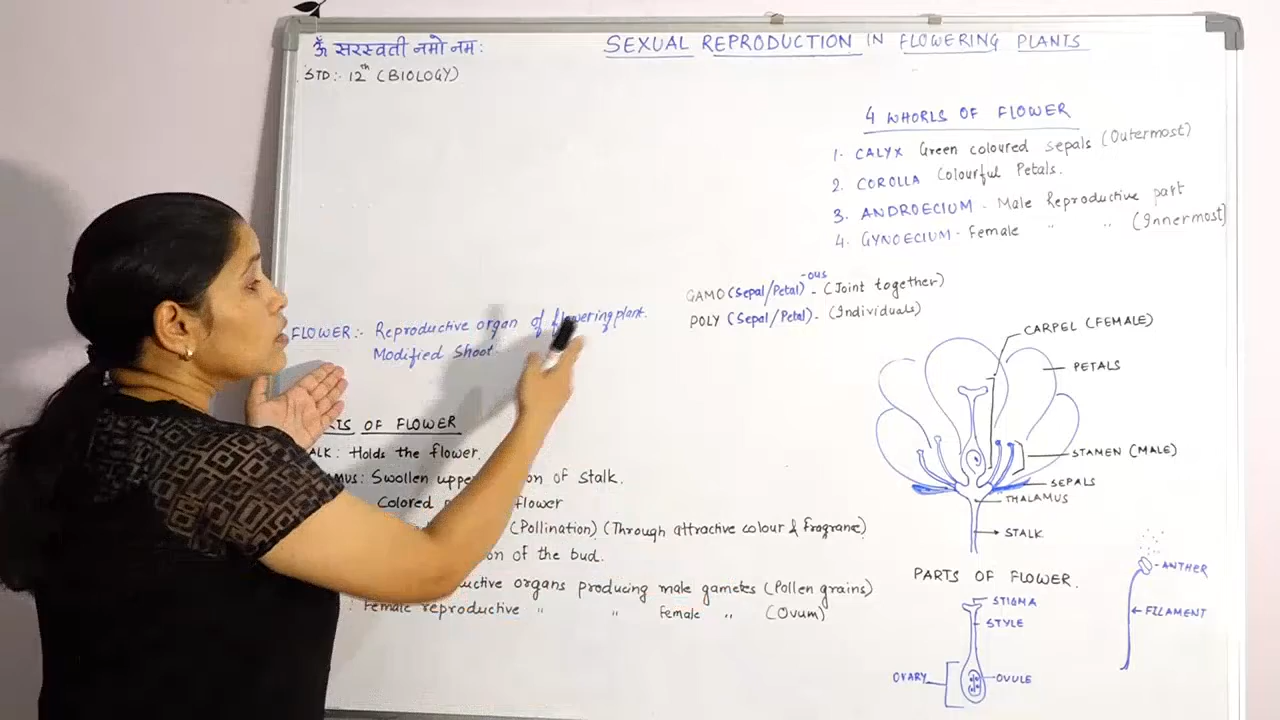 ॐ सरस्वती नमो नमः
SEXUAL REPRODUCTION IN FLOWERING PLANTS
STD:- 12th (BIOLOGY)
4 WHORLS OF FLOWER
1. CALYX Green coloured sepals (Outermost)
2. COROLLA Colourful Petals.
3. ANDROECIUM - Male Reproductive part
4. GYNOECIUM - Female " " (Innermost)
GAMO (Sepal/Petal)-ous - (Joint together)
POLY (Sepal/Petal) - (Individuals)
FLOWER:- Reproductive organ of flowering plant.
Modified Shoot.
OF FLOWER
Holds the flower.
Swollen of stalk.
Colored flower
(Pollination) (Through attractive colour & fragrane)
of the bud.
organs producing male gametes (Pollen grains)
: Female reproductive " " Female " (Ovum)
CARPEL (FEMALE)
PETALS
STAMEN (MALE)
SEPALS
THALAMUS
STALK
PARTS OF FLOWER.
STIGMA
STYLE
OVARY
OVULE
ANTHER
FILAMENT